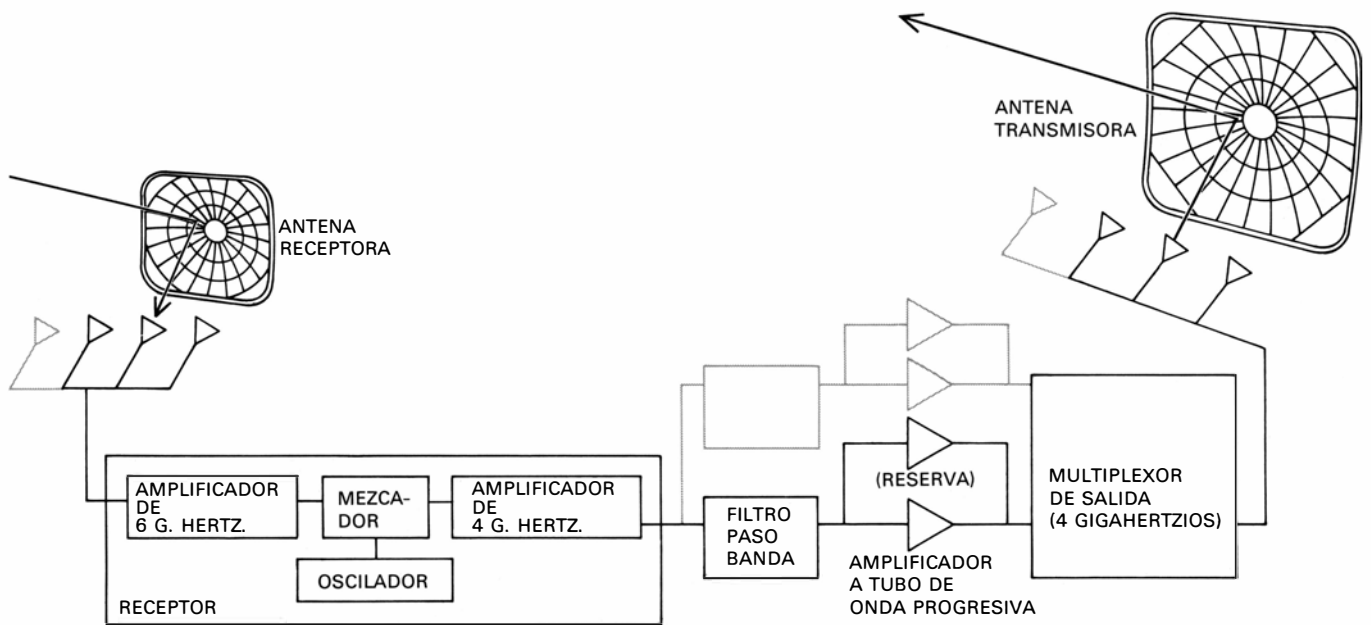 ANTENA
TRANSMISORA
ANTENA
RECEPTORA
AMPLIFICADOR
DE
6 G. HERTZ.
MEZCA-
DOR
AMPLIFICADOR
DE
4 G. HERTZ.
OSCILADOR
RECEPTOR
FILTRO
PASO
BANDA
(RESERVA)
AMPLIFICADOR
A TUBO DE
ONDA PROGRESIVA
MULTIPLEXOR
DE SALIDA
(4 GIGAHERTZIOS)